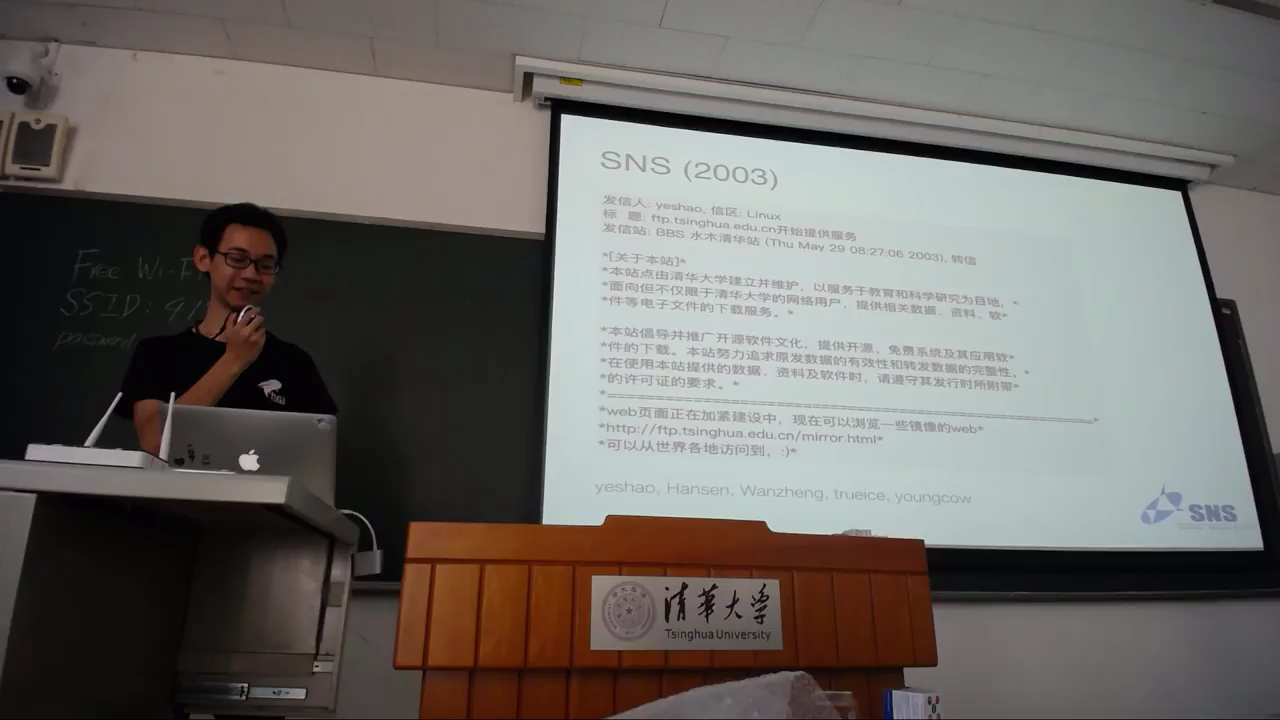 SNS (2003)
发信人: yeshao, 信区: Linux
标 题: ftp.tsinghua.edu.cn开始提供服务
发信站: BBS 水木清华站 (Thu May 29 08:27:06 2003), 转信
*[关于本站]*
*本站点由清华大学建立并维护，以服务于教育和科学研究为目地，*
*面向但不仅限于清华大学的网络用户，提供相关数据、资料、软*
*件等电子文件的下载服务。*
*本站倡导并推广开源软件文化，提供开源、免费系统及其应用软*
*件的下载。本站努力追求原发数据的有效性和转发数据的完整性。*
*在使用本站提供的数据、资料及软件时，请遵守其发行时所附带*
*的许可证的要求。*
*web页面正在加紧建设中，现在可以浏览一些镜像的web*
*http://ftp.tsinghua.edu.cn/mirror.html*
*可以从世界各地访问到，:)*
yeshao, Hansen, Wanzheng, trueice, youngcow
SNS
Free Wi-F
SSID: 4/
password
清华大学
Tsinghua University